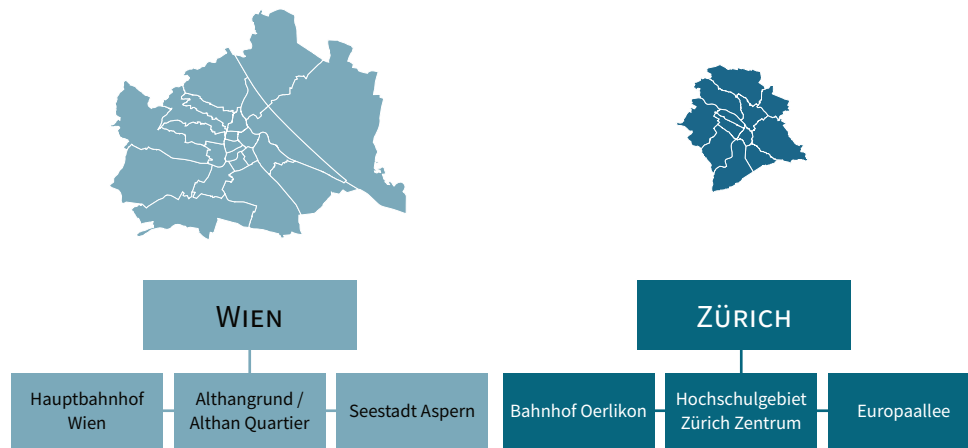 WIEN
ZÜRICH
Hauptbahnhof
Wien
Althangrund /
Althan Quartier
Seestadt Aspern
Bahnhof Oerlikon
Hochschulgebiet
Zürich Zentrum
Europaallee